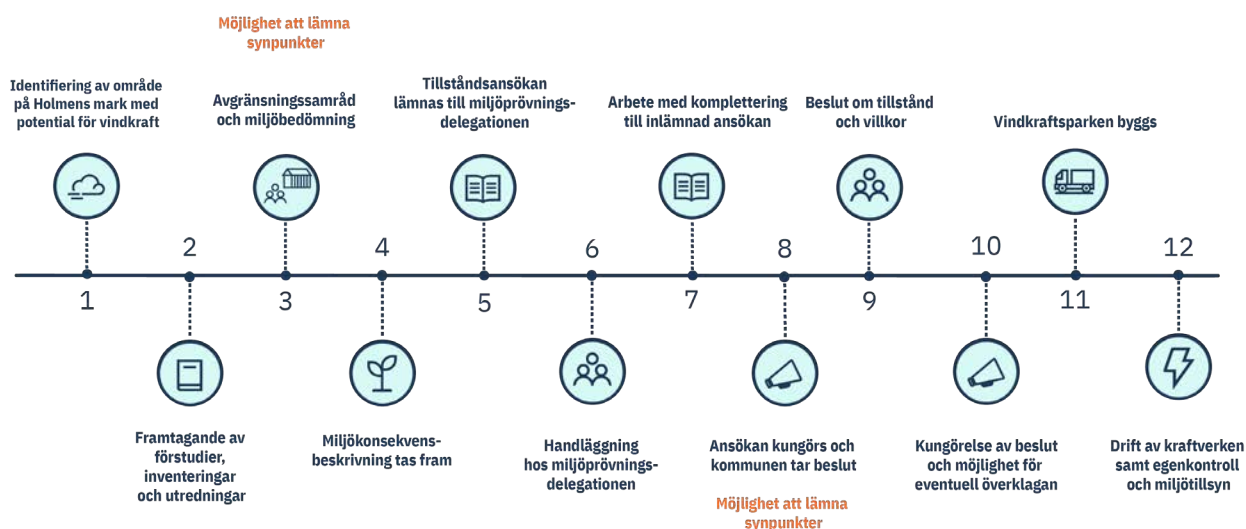 Möjlighet att lämna
synpunkter
Identifiering av område
på Holmens mark med
potential för vindkraft
1
2
Framtagande av
förstudier,
inventeringar
och utredningar
Avgränsningssamråd
och miljöbedömning
3
4
Miljökonsekvens-
beskrivning tas fram
Tillståndsansökan
lämnas till miljöprövnings-
delegationen
5
6
Handläggning
hos miljöprövnings-
delegationen
Arbete med komplettering
till inlämnad ansökan
7
8
Ansökan kungörs och
kommunen tar beslut
Möjlighet att lämna
synpunkter
Beslut om tillstånd
och villkor
9
10
Kungörelse av beslut
och möjlighet för
eventuell överklagan
Vindkraftsparken byggs
11
12
Drift av kraftverken
samt egenkontroll
och miljötillsyn